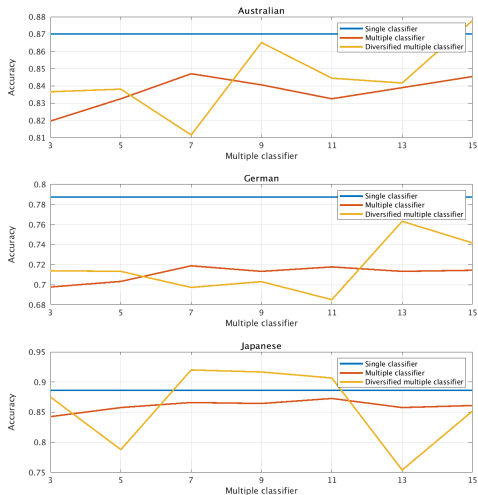 Australian
0.88
0.87
0.86
0.85
0.84
0.83
0.82
0.81
Accuracy
Single classifier
Multiple classifier
Diversified multiple classifier
3 5 7 9 11 13 15
Multiple classifier
German
0.8
0.78
0.76
0.74
0.72
0.7
0.68
Accuracy
Single classifier
Multiple classifier
Diversified multiple classifier
3 5 7 9 11 13 15
Multiple classifier
Japanese
0.95
0.9
0.85
0.8
0.75
Accuracy
Single classifier
Multiple classifier
Diversified multiple classifier
3 5 7 9 11 13 15
Multiple classifier